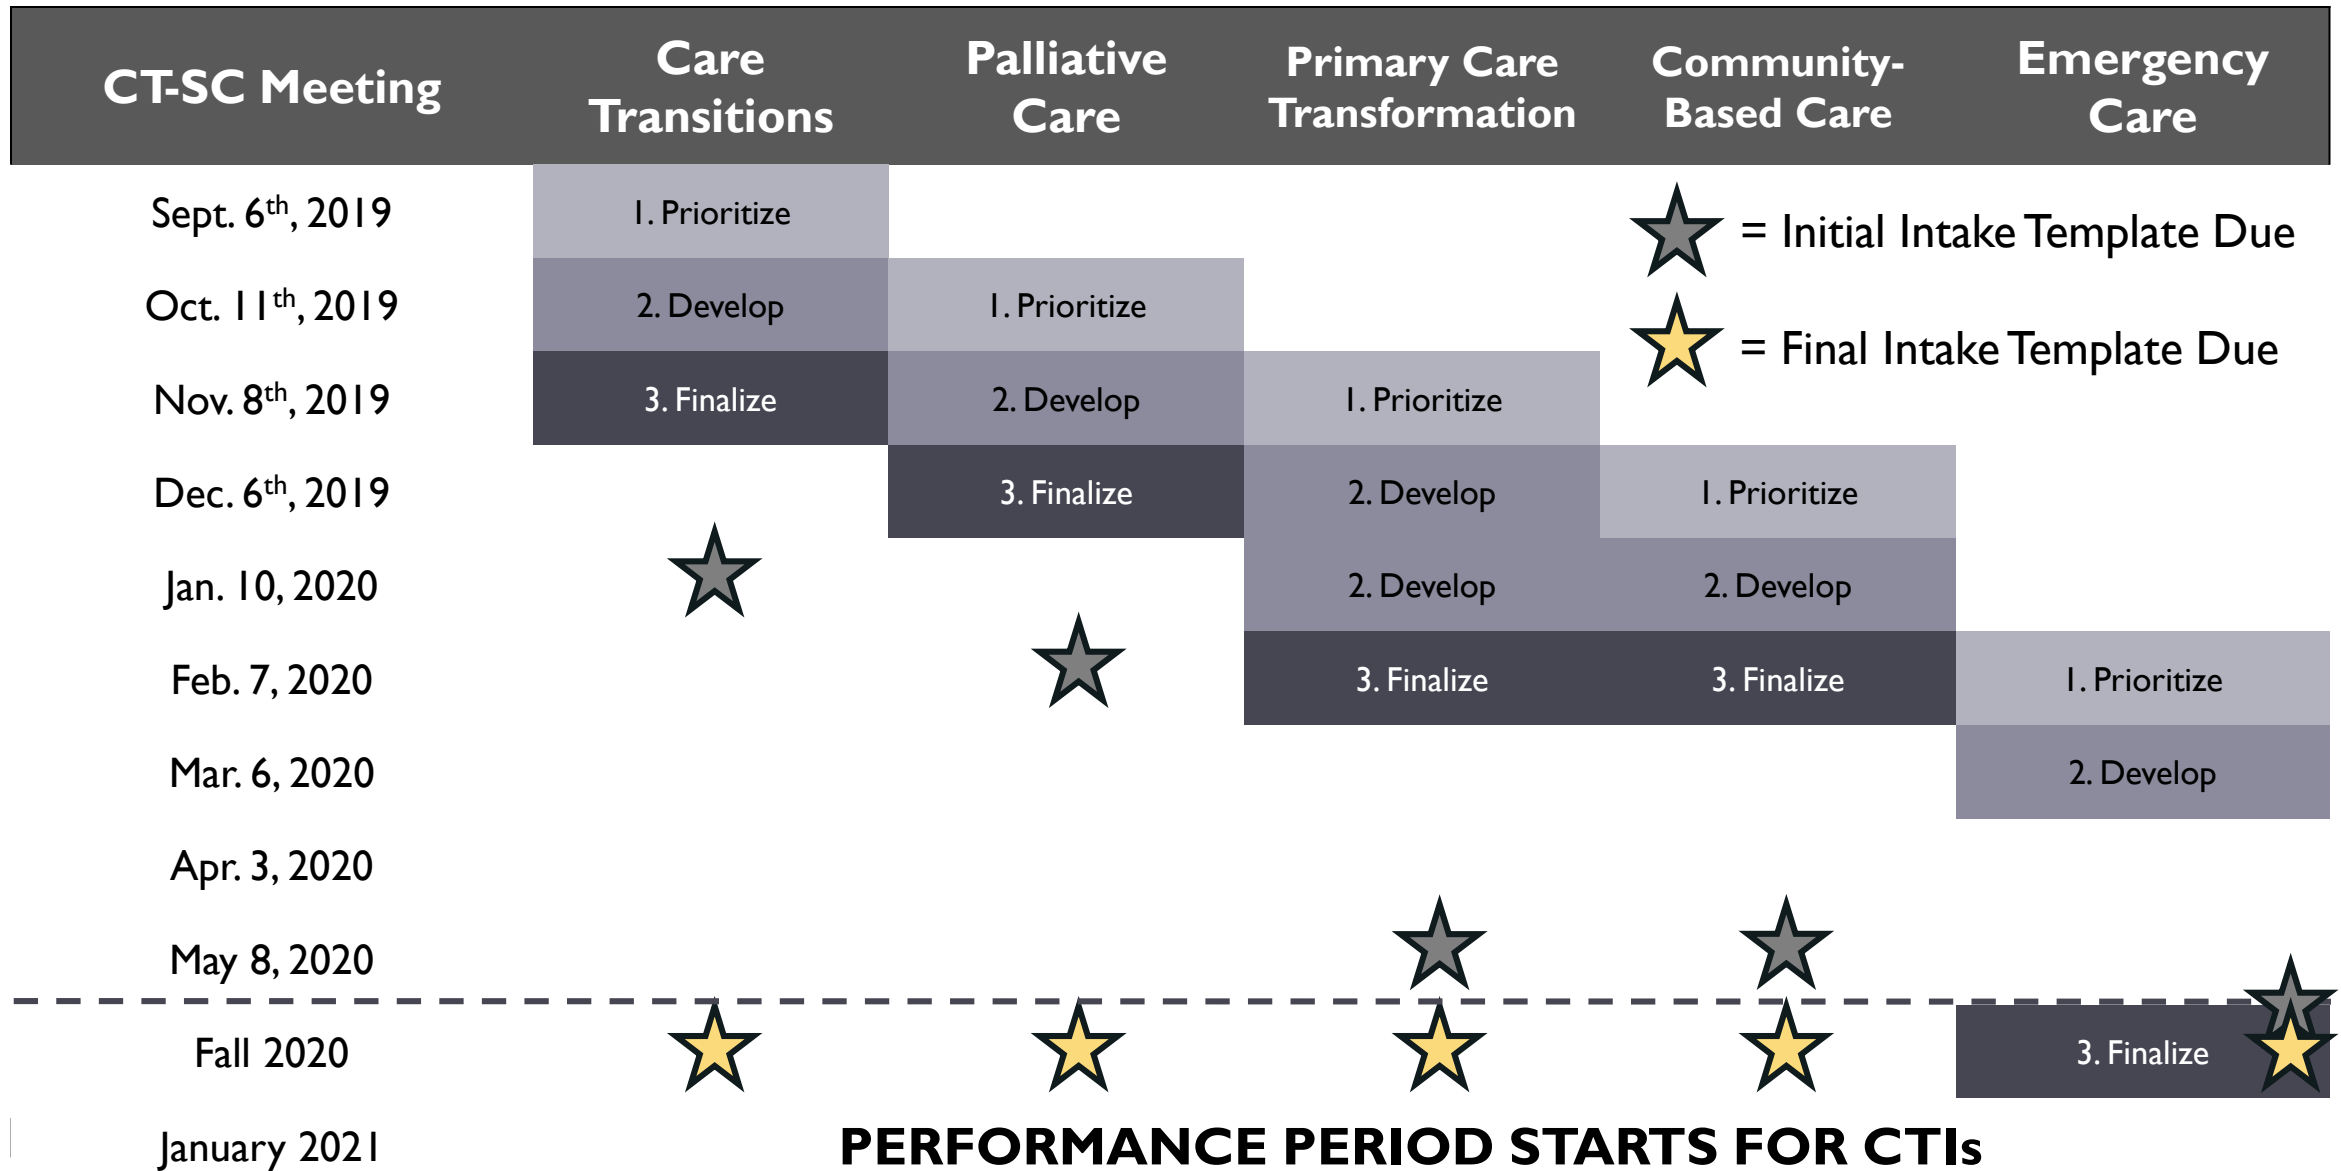 CT-SC Meeting
Care
Transitions
Palliative
Care
Primary Care
Transformation
Community-
Based Care
Emergency
Care
Sept. 6th, 2019
1. Prioritize
= Initial Intake Template Due
Oct. 11th, 2019
2. Develop
1. Prioritize
= Final Intake Template Due
Nov. 8th, 2019
3. Finalize
2. Develop
1. Prioritize
Dec. 6th, 2019
3. Finalize
2. Develop
1. Prioritize
Jan. 10, 2020
2. Develop
2. Develop
Feb. 7, 2020
3. Finalize
3. Finalize
1. Prioritize
Mar. 6, 2020
2. Develop
Apr. 3, 2020
May 8, 2020
Fall 2020
3. Finalize
January 2021
PERFORMANCE PERIOD STARTS FOR CTIs